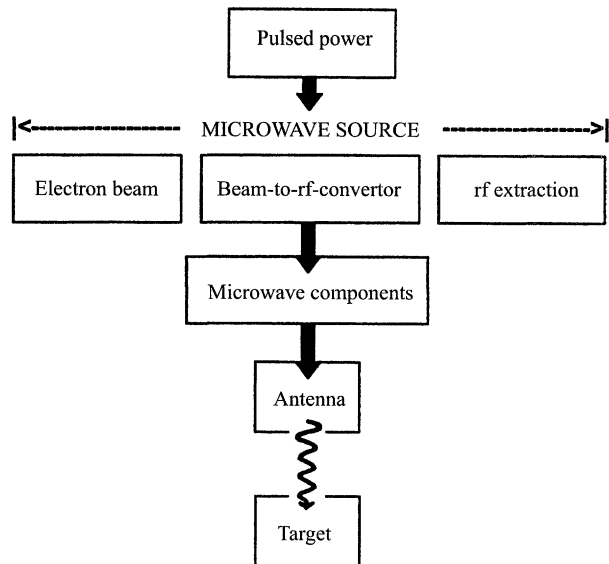 Pulsed power
MICROWAVE SOURCE
Electron beam
Beam-to-rf-convertor
rf extraction
Microwave components
Antenna
Target